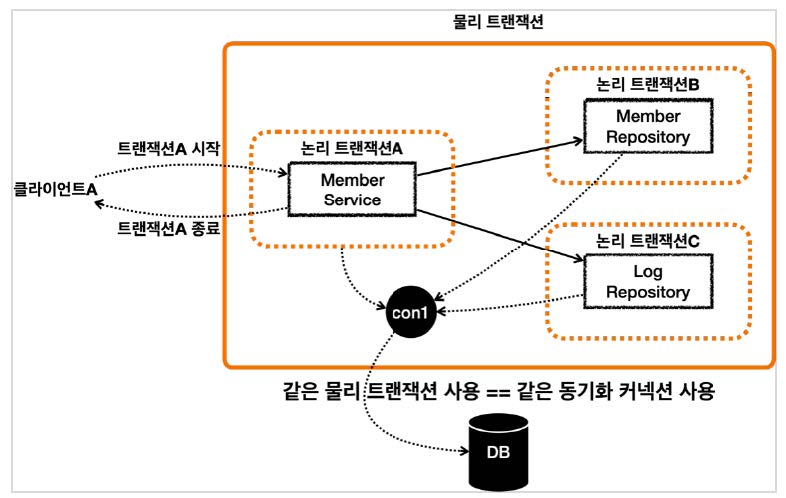 물리 트랜잭션
논리 트랜잭션B
Member
Repository
트랜잭션A 시작
논리 트랜잭션A
클라이언트A
Member
Service
트랜잭션A 종료
논리 트랜잭션C
Log
Repository
con1
같은 물리 트랜잭션 사용 == 같은 동기화 커넥션 사용
DB